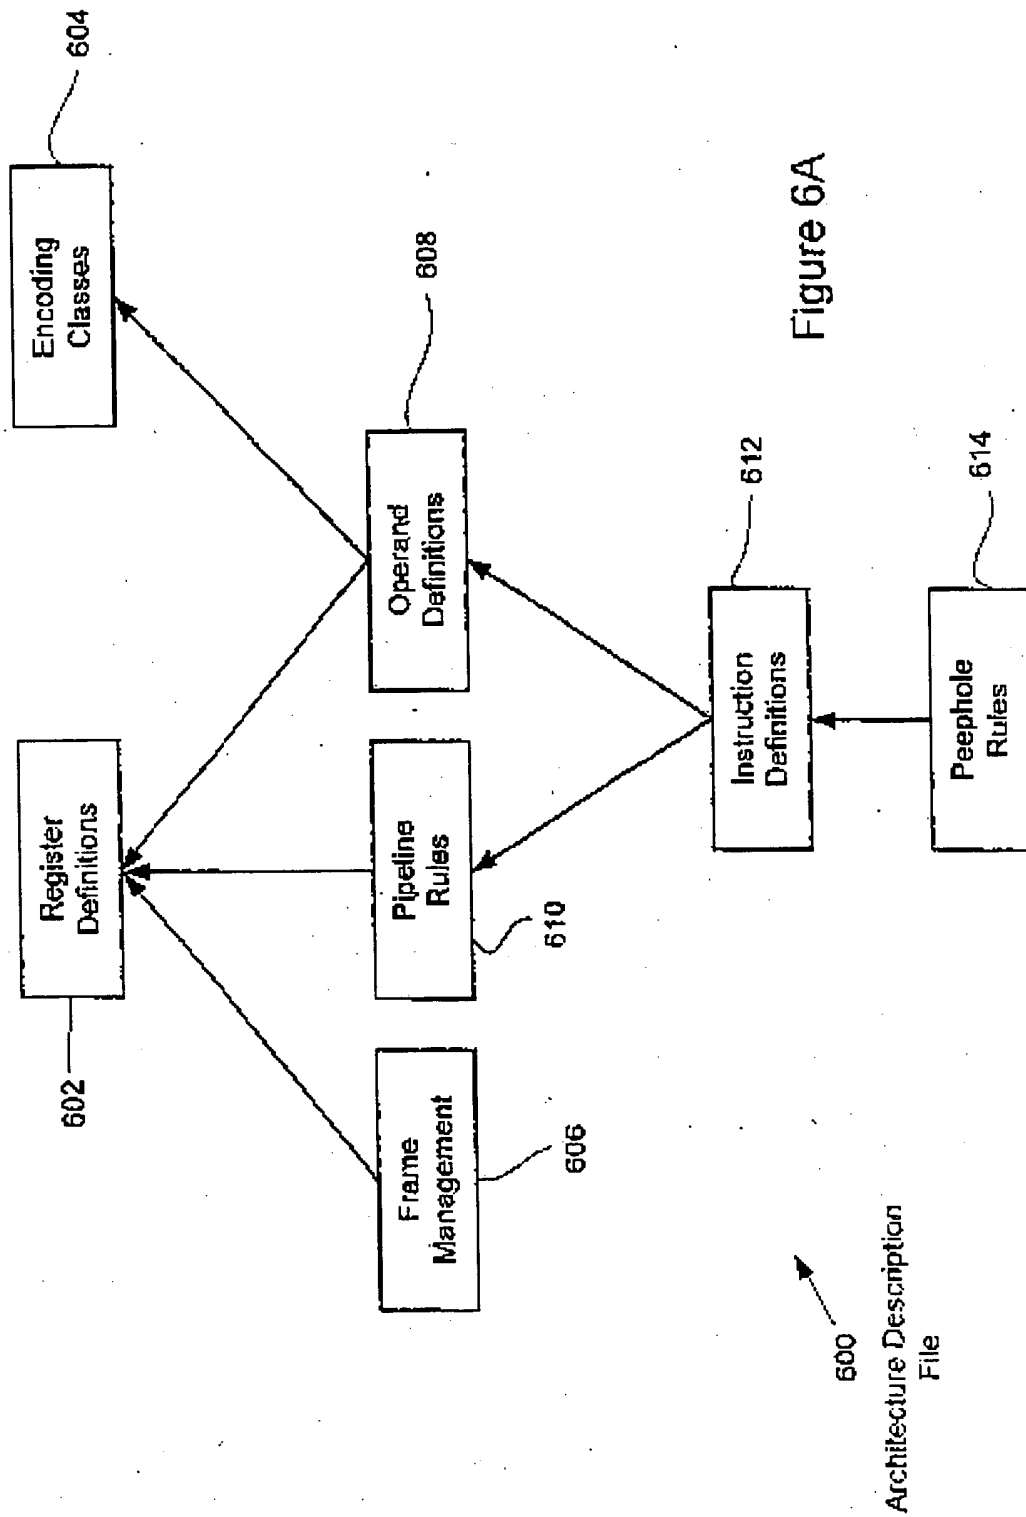 602
Register
Definitions
Encoding
Classes
604
Frame
Management
606
Pipeline
Rules
610
Operand
Definitions
608
Instruction
Definitions
612
Peephole
Rules
614
600
Architecture Description
File
Figure 6A